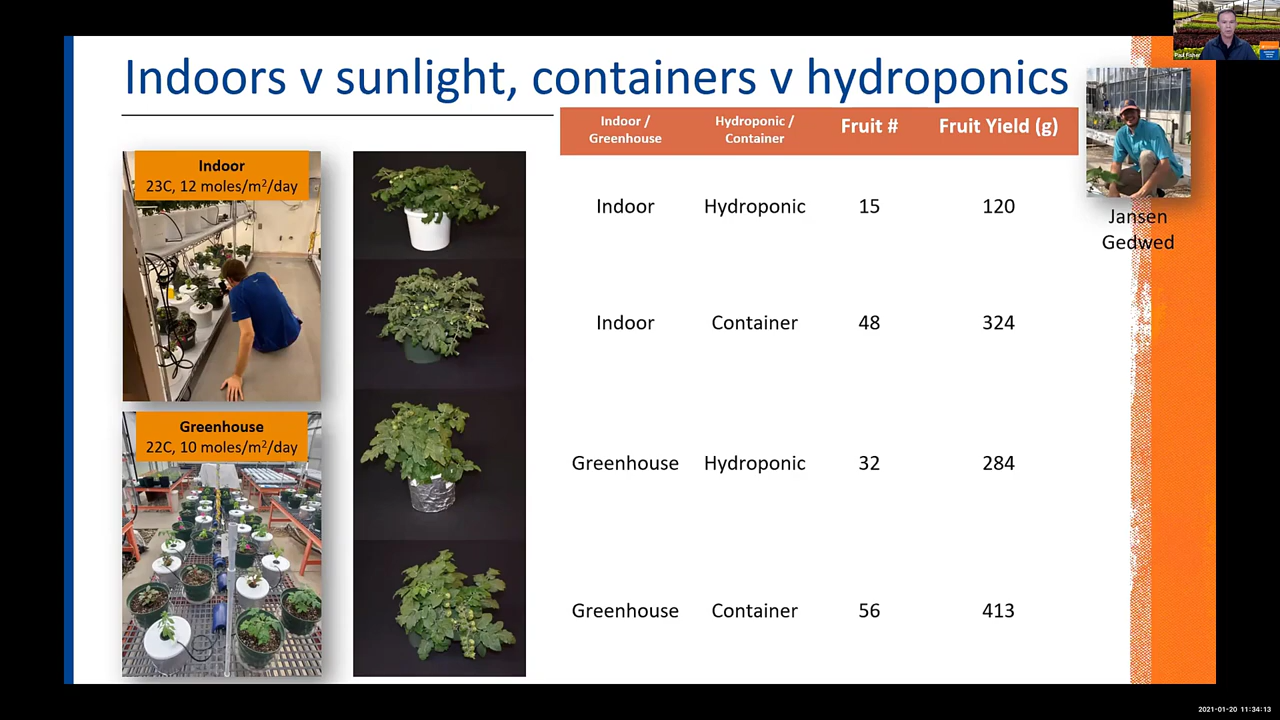 Indoors v sunlight, containers v hydroponics
Indoor
23C, 12 moles/m²/day
Greenhouse
22C, 10 moles/m²/day
Indoor / Greenhouse Hydroponic / Container Fruit # Fruit Yield (g)
Indoor Hydroponic 15 120
Indoor Container 48 324
Greenhouse Hydroponic 32 284
Greenhouse Container 56 413
Jansen
Gedwed
Paul Fisher
2021-01-20 11:34:13